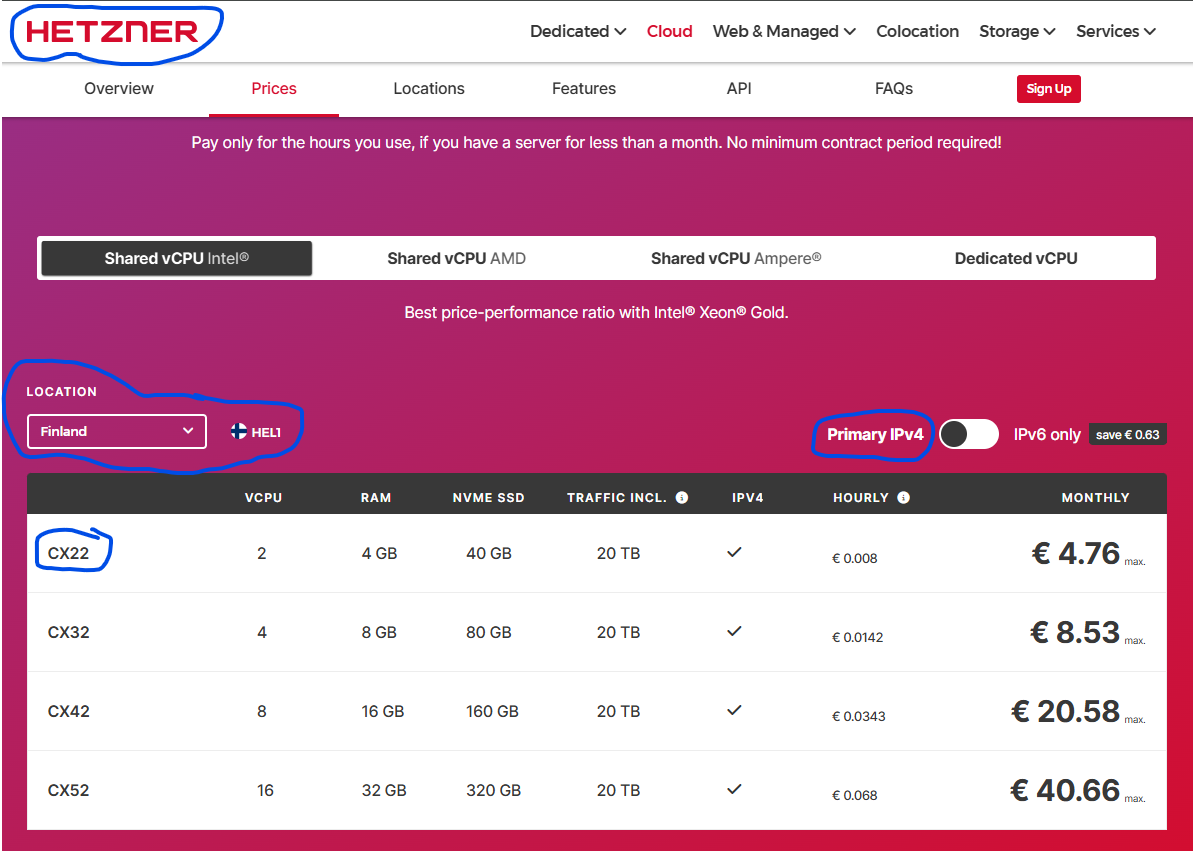 HETZNER
Dedicated Cloud Web & Managed Colocation Storage Services
Overview Prices Locations Features API FAQs Sign Up
Pay only for the hours you use, if you have a server for less than a month. No minimum contract period required!
Shared vCPU Intel® Shared vCPU AMD Shared vCPU Ampere® Dedicated vCPU
Best price-performance ratio with Intel® Xeon® Gold.
LOCATION
Finland HEL1 Primary IPv4 IPv6 only save € 0.63
VCPU RAM NVME SSD TRAFFIC INCL. IPV4 HOURLY MONTHLY
CX22 2 4 GB 40 GB 20 TB € 0.008 € 4.76 max.
CX32 4 8 GB 80 GB 20 TB € 0.0142 € 8.53 max.
CX42 8 16 GB 160 GB 20 TB € 0.0343 € 20.58 max.
CX52 16 32 GB 320 GB 20 TB € 0.068 € 40.66 max.